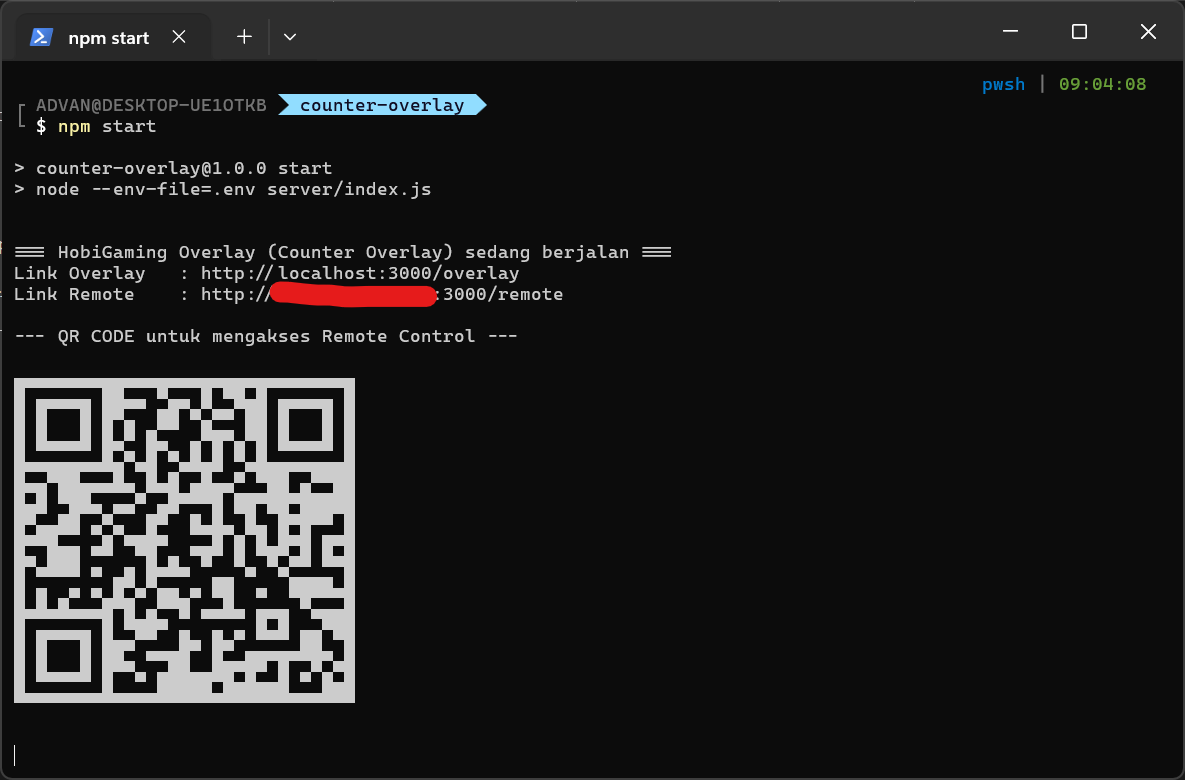 npm start
pwsh | 09:04:08
ADVAN@DESKTOP-UE1OTKB counter-overlay
$ npm start
> counter-overlay@1.0.0 start
> node --env-file=.env server/index.js
=== HobiGaming Overlay (Counter Overlay) sedang berjalan ===
Link Overlay : http://localhost:3000/overlay
Link Remote : http://:3000/remote
--- QR CODE untuk mengakses Remote Control ---